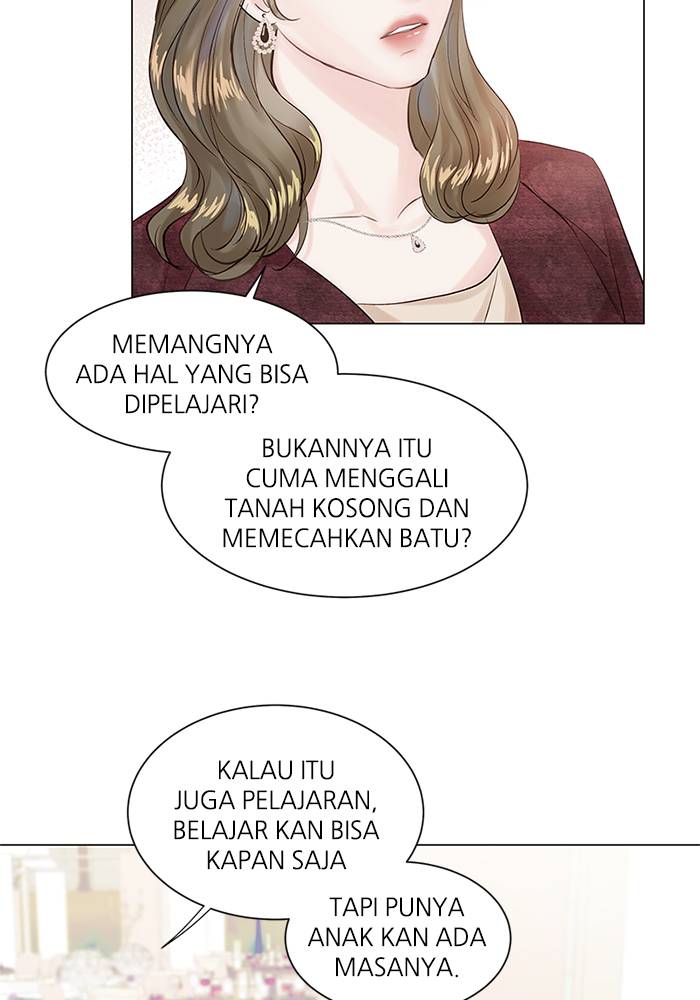 MEMANGNYA
ADA HAL YANG BISA
DIPELAJARI?
BUKANNYA ITU
CUMA MENGGALI
TANAH KOSONG DAN
MEMECAHKAN BATU?
KALAU ITU
JUGA PELAJARAN,
BELAJAR KAN BISA
KAPAN SAJA
TAPI PUNYA
ANAK KAN ADA
MASANYA.